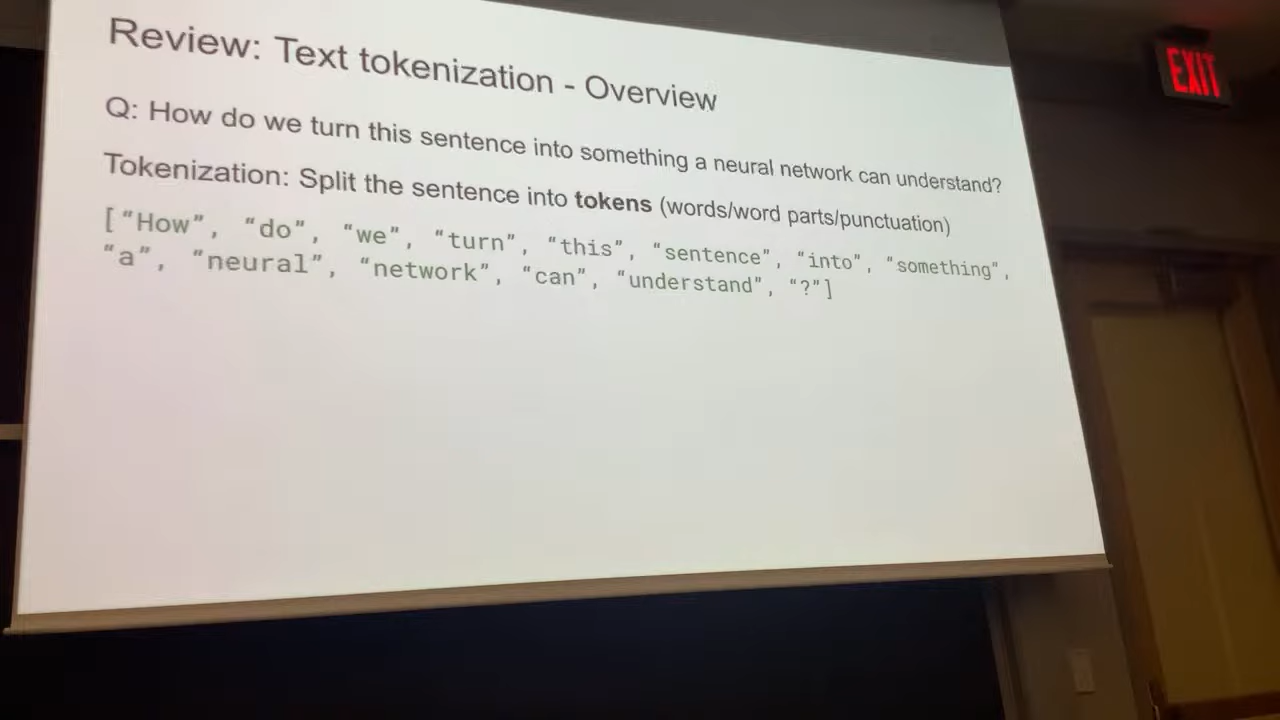 Review: Text tokenization - Overview
Q: How do we turn this sentence into something a neural network can understand?
Tokenization: Split the sentence into tokens (words/word parts/punctuation)
["How", "do", "we", "turn", "this", "sentence", "into", "something",
"a", "neural", "network", "can", "understand", "?"]
EXIT